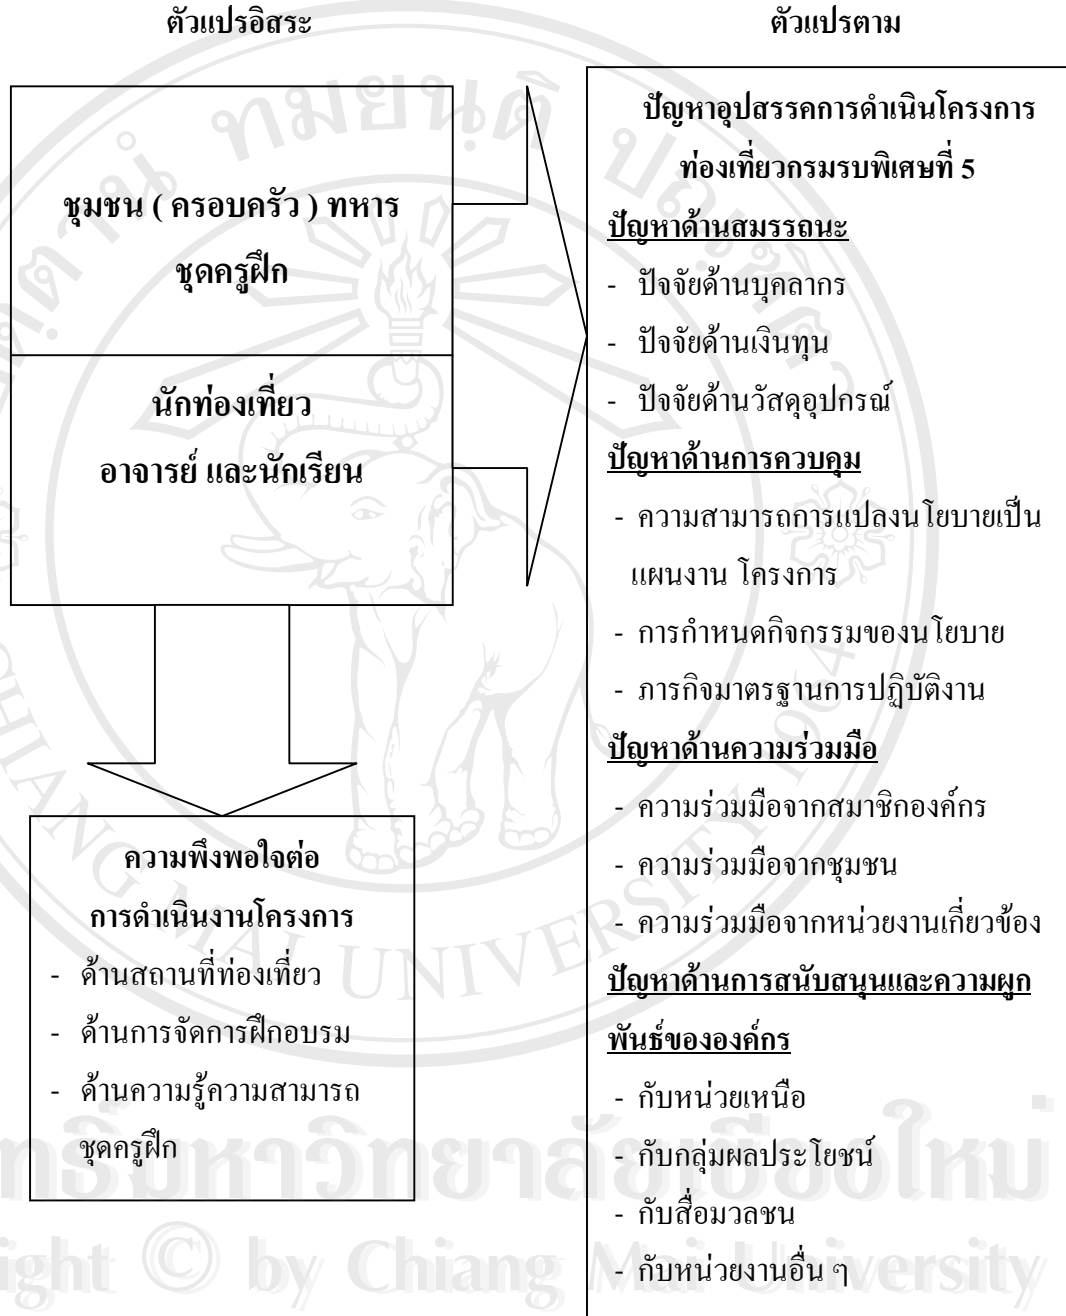 ตัวแปรอิสระ
ตัวแปรตาม
ชุมชน ( ครอบครัว ) ทหาร
ชุดครูฝึก
นักท่องเที่ยว
อาจารย์ และนักเรียน
ความพึงพอใจต่อ
การดำเนินงานโครงการ
- ด้านสถานที่ท่องเที่ยว
- ด้านการจัดการฝึกอบรม
- ด้านความรู้ความสามารถ
ชุดครูฝึก
ปัญหาอุปสรรคการดำเนินโครงการ
ท่องเที่ยวกรมรบพิเศษที่ 5
ปัญหาด้านสมรรถนะ
- ปัจจัยด้านบุคลากร
- ปัจจัยด้านเงินทุน
- ปัจจัยด้านวัสดุอุปกรณ์
ปัญหาด้านการควบคุม
- ความสามารถการแปลงนโยบายเป็น
แผนงาน โครงการ
- การกำหนดกิจกรรมของนโยบาย
- ภารกิจมาตรฐานการปฏิบัติงาน
ปัญหาด้านความร่วมมือ
- ความร่วมมือจากสมาชิกองค์กร
- ความร่วมมือจากชุมชน
- ความร่วมมือจากหน่วยงานเกี่ยวข้อง
ปัญหาด้านการสนับสนุนและความผูก
พันธ์ขององค์กร
- กับหน่วยเหนือ
- กับกลุ่มผลประโยชน์
- กับสื่อมวลชน
- กับหน่วยงานอื่น ๆ
CHIANG MAI UNIVERSITY 1964
มหาวิทยาลัยเชียงใหม่
© by Chiang Mai University